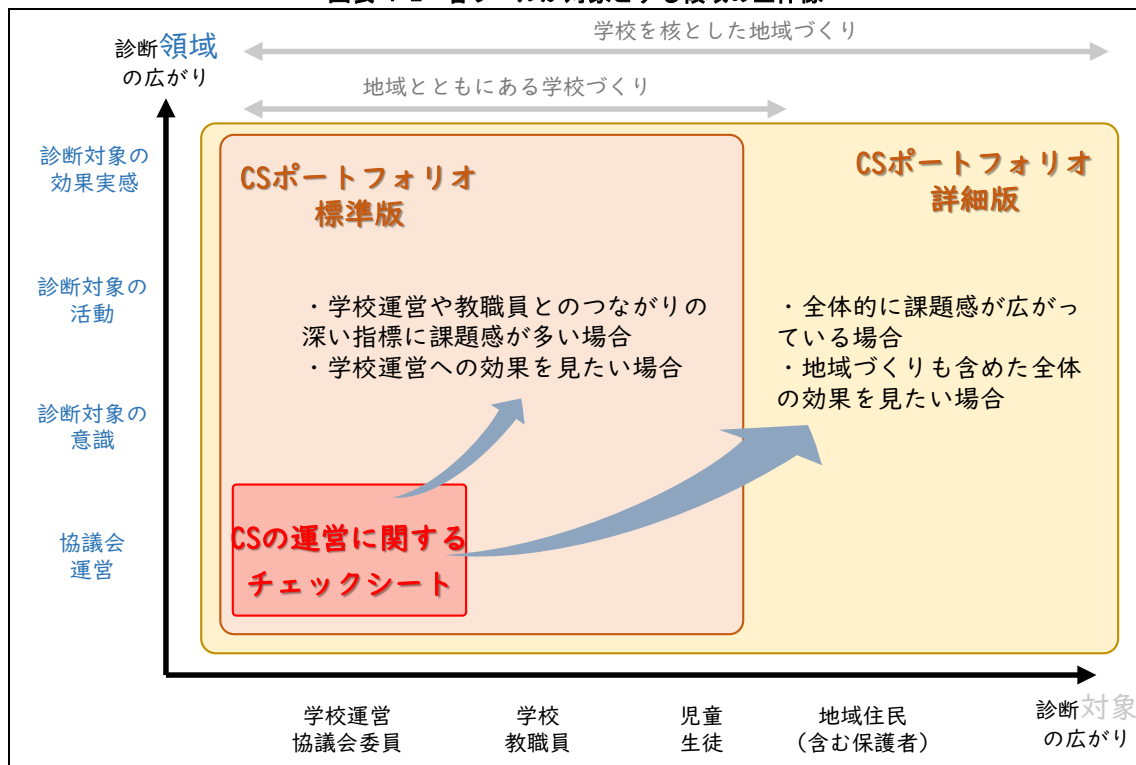 学校を核とした地域づくり
診断領域
の広がり
地域とともにある学校づくり
診断対象の
効果実感
CSポートフォリオ
標準版
CSポートフォリオ
詳細版
診断対象の
活動
・学校運営や教職員とのつながりの
深い指標に課題感が多い場合
・学校運営への効果を見たい場合
・全体的に課題感が広がっ
ている場合
・地域づくりも含めた全体
の効果を見たい場合
診断対象の
意識
CSの運営に関する
チェックシート
協議会
運営
学校運営
協議会委員
学校
教職員
児童
生徒
地域住民
(含む保護者)
診断対象
の広がり